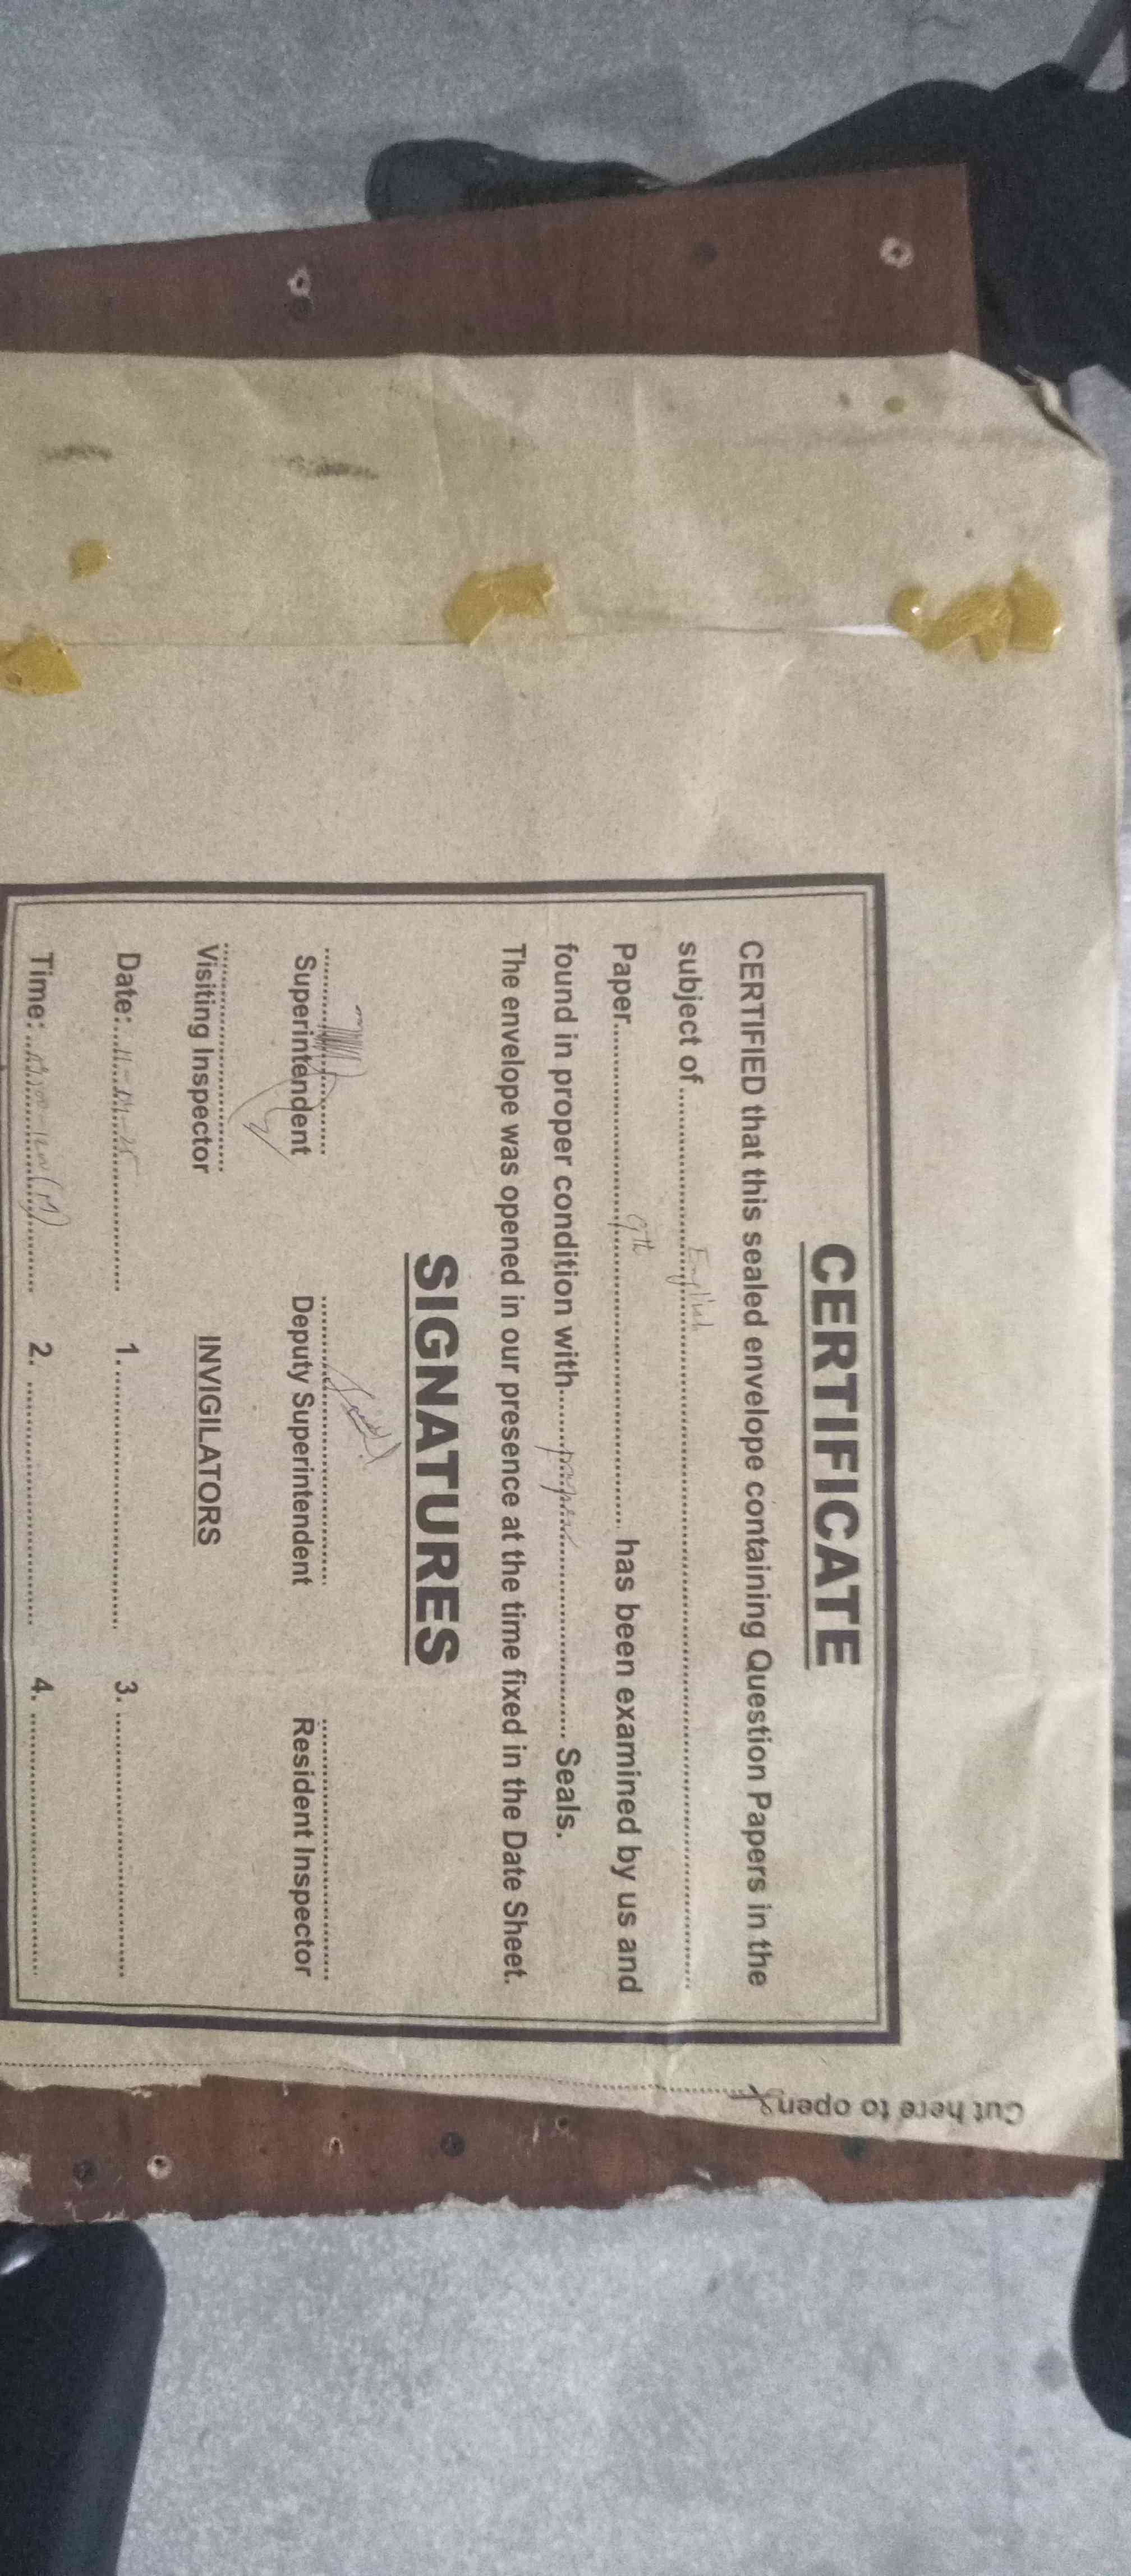 CERTIFICATE
CERTIFIED that this sealed envelope containing Question Papers in the
subject of.......... English ..........
Paper.......... 9th .......... has been examined by us and
found in proper condition with.......... proper .......... Seals.
The envelope was opened in our presence at the time fixed in the Date Sheet.
SIGNATURES
Superintendent Deputy Superintendent Resident Inspector
Visiting Inspector INVIGILATORS
Date:.......... 1. .......... 3. ..........
Time: .......... (M) .......... 2. .......... 4. ..........
Cut here to open